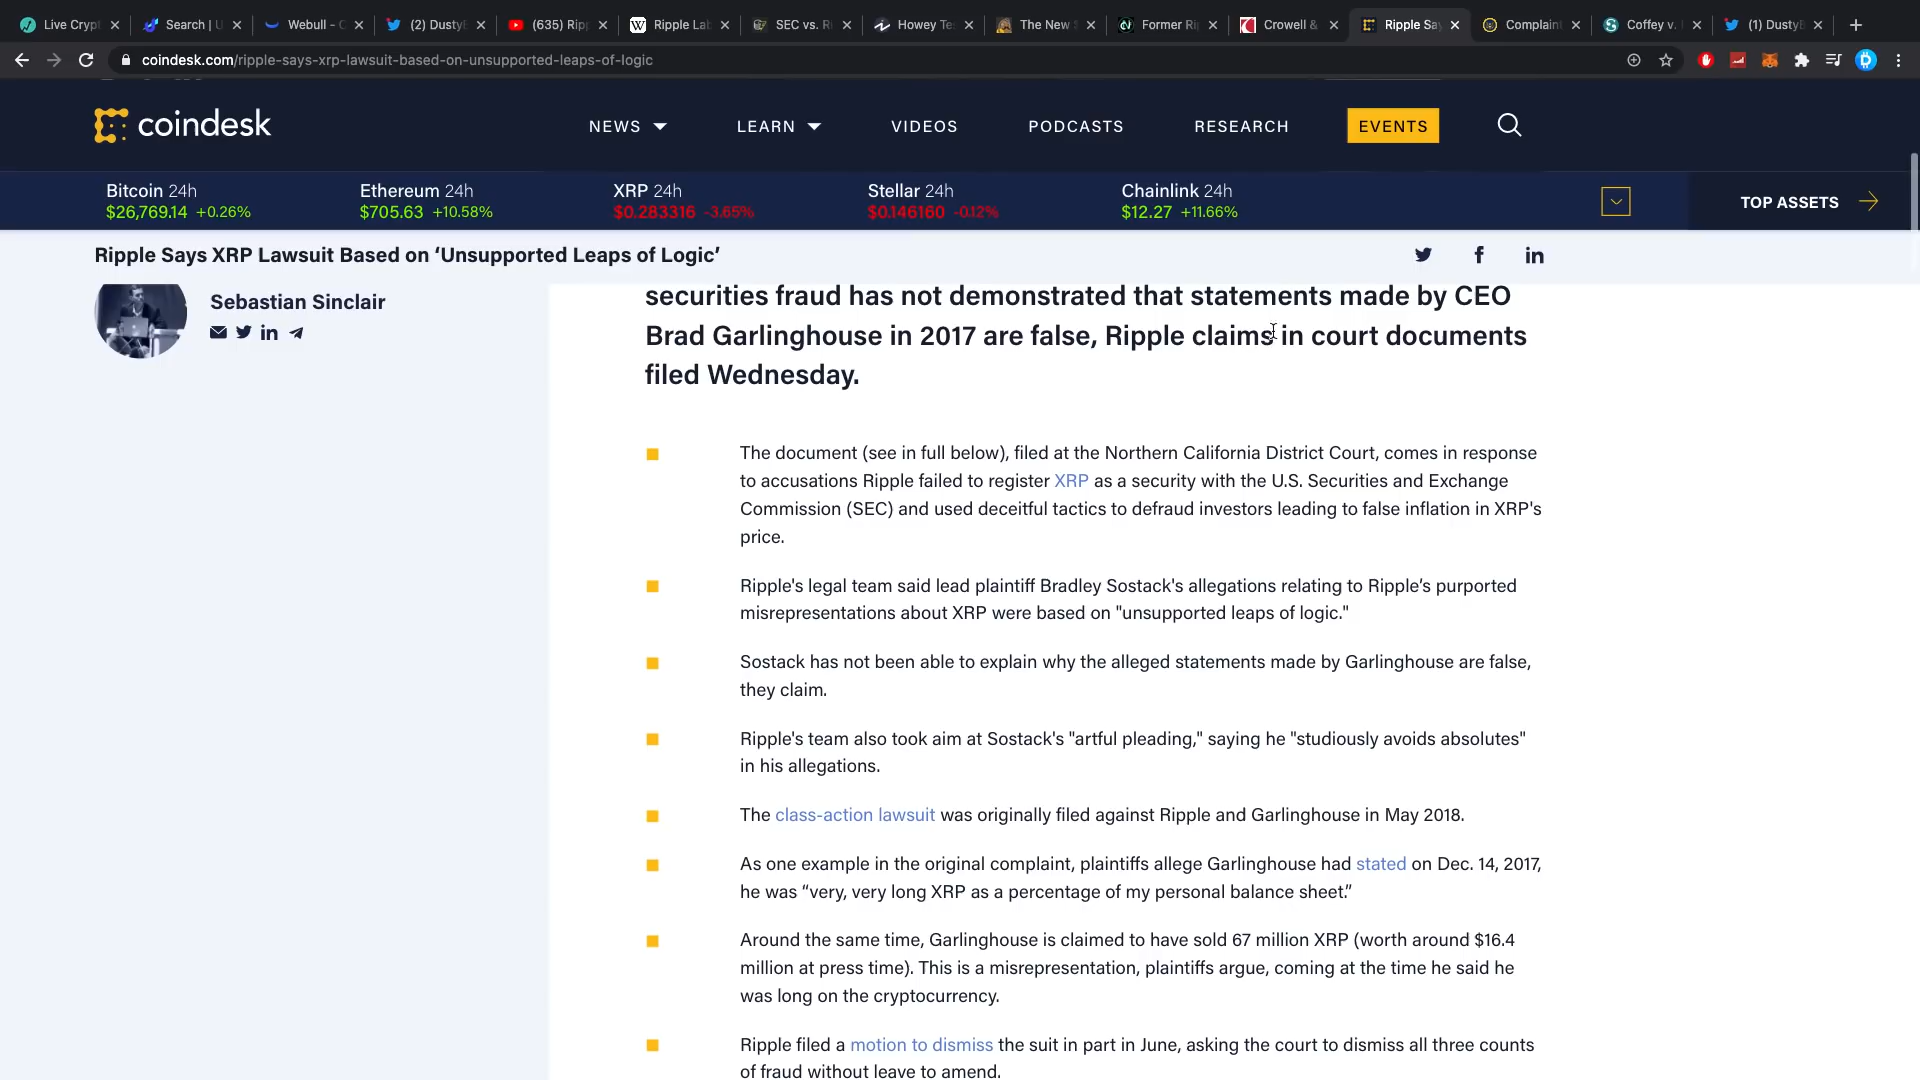 Live Crypt
Search | U
Webull - C
(2) DustyB
(635) Ripp
Ripple Lab
SEC vs. R
Howey Te
The New S
Former Ri
Crowell &
Ripple Say
Complaint
Coffey v.
(1) DustyB
coindesk.com/ripple-says-xrp-lawsuit-based-on-unsupported-leaps-of-logic
coindesk
NEWS
LEARN
VIDEOS
PODCASTS
RESEARCH
EVENTS
Bitcoin 24h
$26,769.14 +0.26%
Ethereum 24h
$705.63 +10.58%
XRP 24h
$0.283316 -3.65%
Stellar 24h
$0.146160 -0.12%
Chainlink 24h
$12.27 +11.66%
TOP ASSETS
Ripple Says XRP Lawsuit Based on ‘Unsupported Leaps of Logic’
Sebastian Sinclair
securities fraud has not demonstrated that statements made by CEO
Brad Garlinghouse in 2017 are false, Ripple claims in court documents
filed Wednesday.
The document (see in full below), filed at the Northern California District Court, comes in response
to accusations Ripple failed to register XRP as a security with the U.S. Securities and Exchange
Commission (SEC) and used deceitful tactics to defraud investors leading to false inflation in XRP's
price.
Ripple's legal team said lead plaintiff Bradley Sostack's allegations relating to Ripple’s purported
misrepresentations about XRP were based on "unsupported leaps of logic."
Sostack has not been able to explain why the alleged statements made by Garlinghouse are false,
they claim.
Ripple's team also took aim at Sostack's "artful pleading," saying he "studiously avoids absolutes"
in his allegations.
The class-action lawsuit was originally filed against Ripple and Garlinghouse in May 2018.
As one example in the original complaint, plaintiffs allege Garlinghouse had stated on Dec. 14, 2017,
he was “very, very long XRP as a percentage of my personal balance sheet.”
Around the same time, Garlinghouse is claimed to have sold 67 million XRP (worth around $16.4
million at press time). This is a misrepresentation, plaintiffs argue, coming at the time he said he
was long on the cryptocurrency.
Ripple filed a motion to dismiss the suit in part in June, asking the court to dismiss all three counts
of fraud without leave to amend.